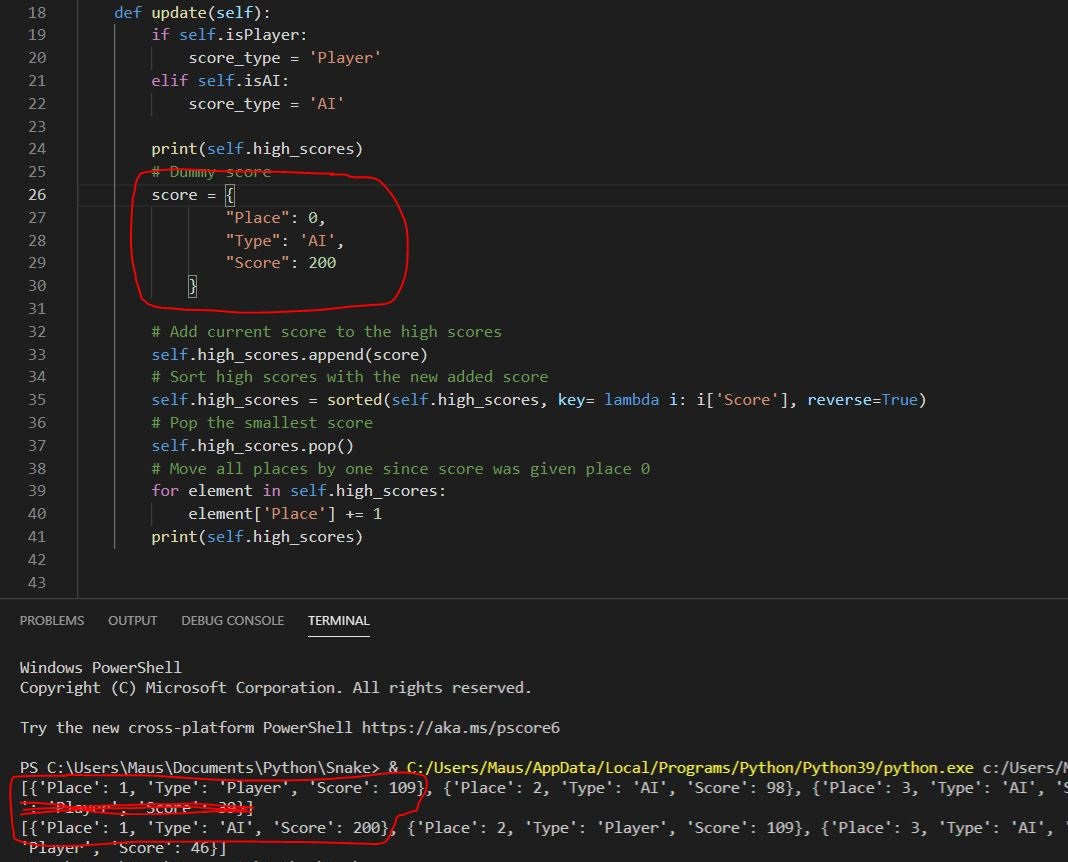 18 def update(self):
19 if self.isPlayer:
20 score_type = 'Player'
21 elif self.isAI:
22 score_type = 'AI'
23
24 print(self.high_scores)
25 # Dummy score
26 score = {
27 "Place": 0,
28 "Type": 'AI',
29 "Score": 200
30 }
31
32 # Add current score to the high scores
33 self.high_scores.append(score)
34 # Sort high scores with the new added score
35 self.high_scores = sorted(self.high_scores, key= lambda i: i['Score'], reverse=True)
36 # Pop the smallest score
37 self.high_scores.pop()
38 # Move all places by one since score was given place 0
39 for element in self.high_scores:
40 element['Place'] += 1
41 print(self.high_scores)
42
43
PROBLEMS OUTPUT DEBUG CONSOLE TERMINAL
Windows PowerShell
Copyright (C) Microsoft Corporation. All rights reserved.
Try the new cross-platform PowerShell https://aka.ms/pscore6
PS C:\Users\Maus\Documents\Python\Snake> & C:/Users/Maus/AppData/Local/Programs/Python/Python39/python.exe c:/Users/M
[{'Place': 1, 'Type': 'Player', 'Score': 109}, {'Place': 2, 'Type': 'AI', 'Score': 98}, {'Place': 3, 'Type': 'AI', 'S
': 'Player', 'Score': 39}]
[{'Place': 1, 'Type': 'AI', 'Score': 200}, {'Place': 2, 'Type': 'Player', 'Score': 109}, {'Place': 3, 'Type': 'AI', '
'Player', 'Score': 46}]